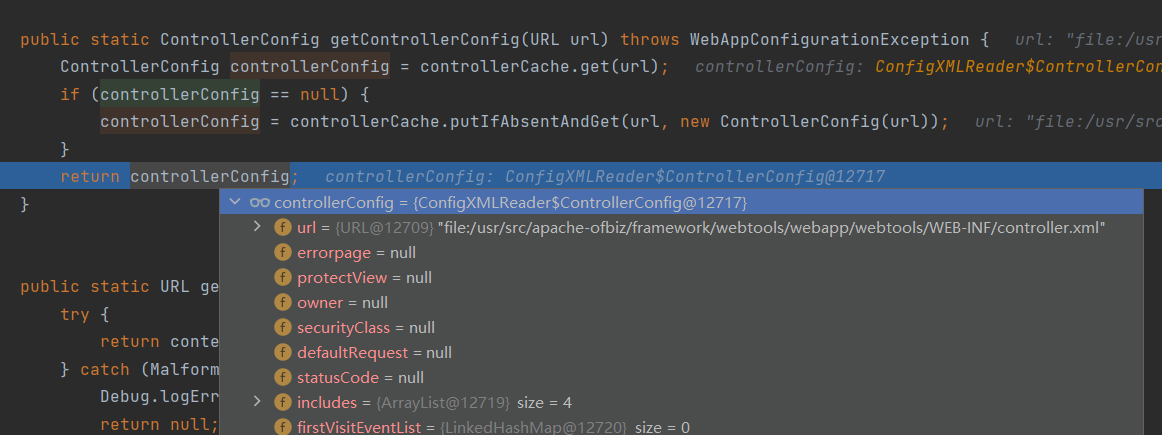 public static ControllerConfig getControllerConfig(URL url) throws WebAppConfigurationException {  url: "file:/usr
ControllerConfig controllerConfig = controllerCache.get(url);  controllerConfig: ConfigXMLReader$ControllerCon
if (controllerConfig == null) {
controllerConfig = controllerCache.putIfAbsentAndGet(url, new ControllerConfig(url));  url: "file:/usr/src
}
return controllerConfig;  controllerConfig: ConfigXMLReader$ControllerConfig@12717
controllerConfig = {ConfigXMLReader$ControllerConfig@12717}
}
f url = {URL@12709} "file:/usr/src/apache-ofbiz/framework/webtools/webapp/webtools/WEB-INF/controller.xml"
f errorpage = null
f protectView = null
public static URL ge
f owner = null
try {
f securityClass = null
return conte
f defaultRequest = null
} catch (Malform
f statusCode = null
Debug.logErr
f includes = {ArrayList@12719} size = 4
return null;
f firstVisitEventList = {LinkedHashMap@12720} size = 0